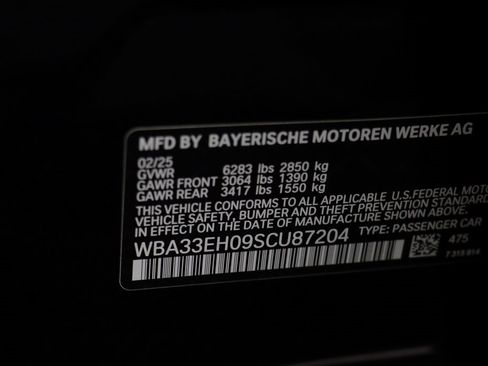 MFD BY BAYERISCHE MOTOREN WERKE AG
02/25
GVWR 6283 lbs 2850 kg
GAWR FRONT 3064 lbs 1390 kg
GAWR REAR 3417 lbs 1550 kg
THIS VEHICLE CONFORMS TO ALL APPLICABLE U.S.FEDERAL MOTO
VEHICLE SAFETY, BUMPER AND THEFT PREVENTION STANDARD
IN EFFECT ON THE DATE OF MANUFACTURE SHOWN ABOVE.
WBA33EH09SCU87204 TYPE: PASSENGER CAR
475